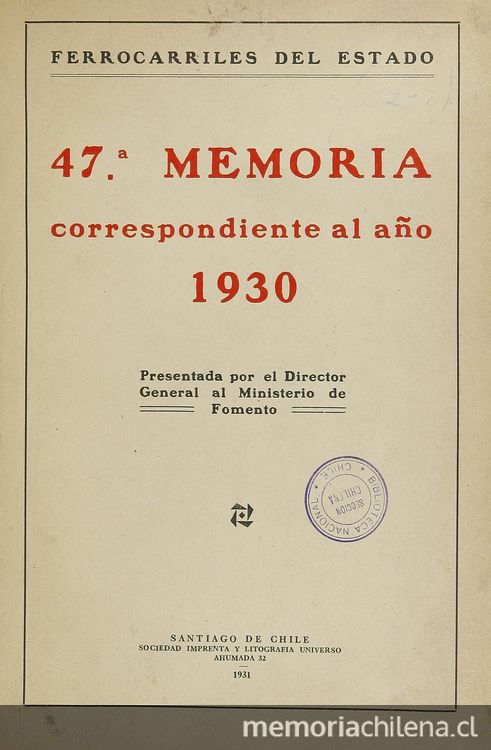 FERROCARRILES DEL ESTADO
47.ª MEMORIA
correspondiente al año
1930
Presentada por el Director
General al Ministerio de
Fomento
BIBLIOTECA NACIONAL
CHILE
SECCION
CHILENA
SANTIAGO DE CHILE
SOCIEDAD IMPRENTA Y LITOGRAFIA UNIVERSO
AHUMADA 32
1931
memoriachilena.cl